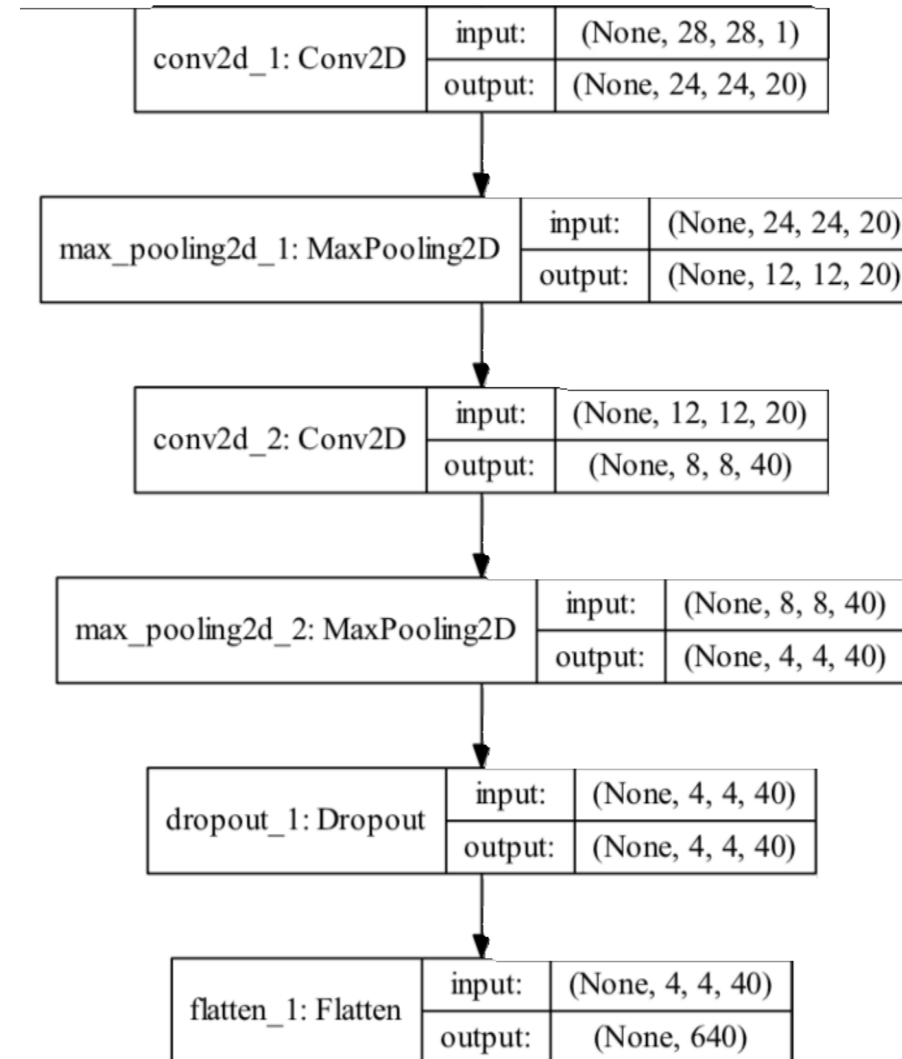 conv2d_1: Conv2D
input: (None, 28, 28, 1)
output: (None, 24, 24, 20)
max_pooling2d_1: MaxPooling2D
input: (None, 24, 24, 20)
output: (None, 12, 12, 20)
conv2d_2: Conv2D
input: (None, 12, 12, 20)
output: (None, 8, 8, 40)
max_pooling2d_2: MaxPooling2D
input: (None, 8, 8, 40)
output: (None, 4, 4, 40)
dropout_1: Dropout
input: (None, 4, 4, 40)
output: (None, 4, 4, 40)
flatten_1: Flatten
input: (None, 4, 4, 40)
output: (None, 640)